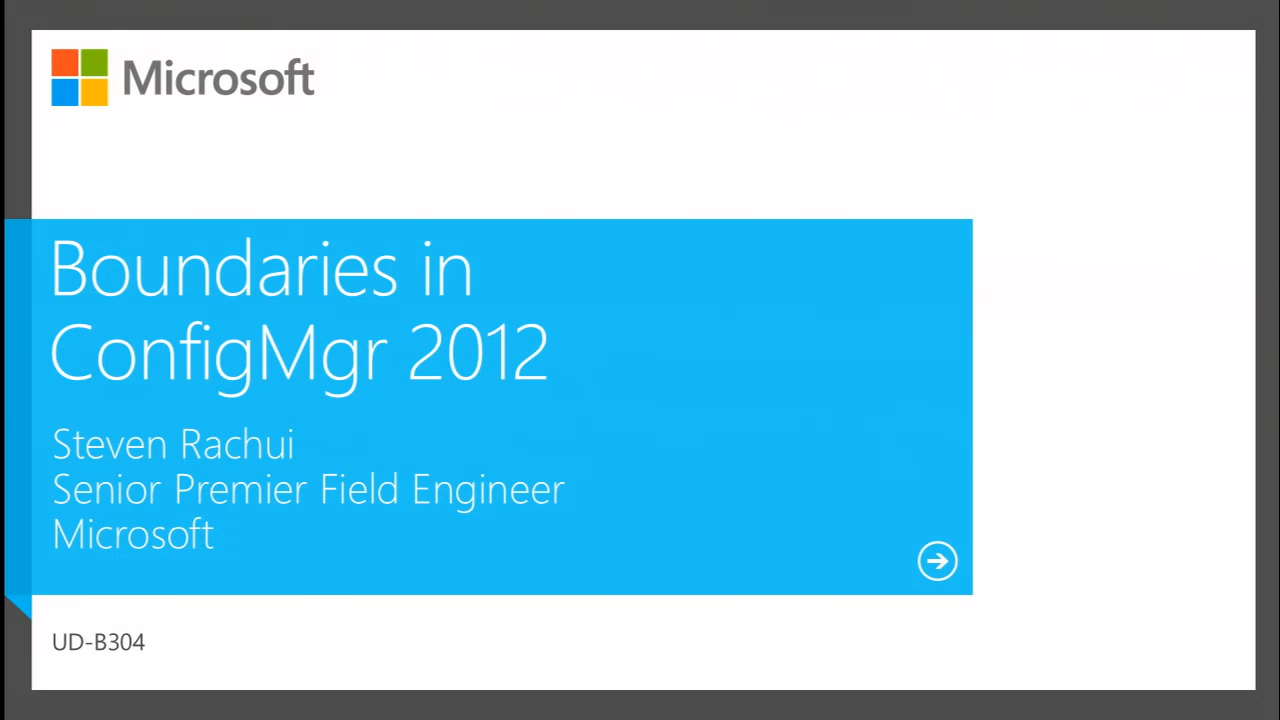 Microsoft
Boundaries in
ConfigMgr 2012
Steven Rachui
Senior Premier Field Engineer
Microsoft
UD-B304